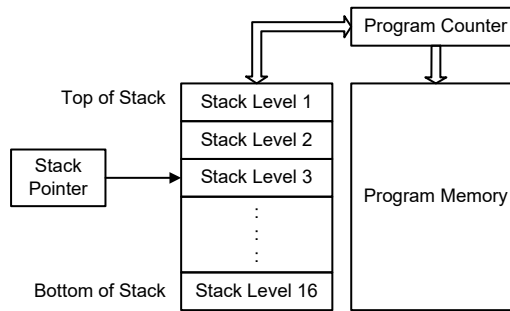 Program Counter
Top of Stack
Stack Level 1
Stack Level 2
Stack
Pointer
Stack Level 3
Program Memory
:
:
:
Bottom of Stack
Stack Level 16